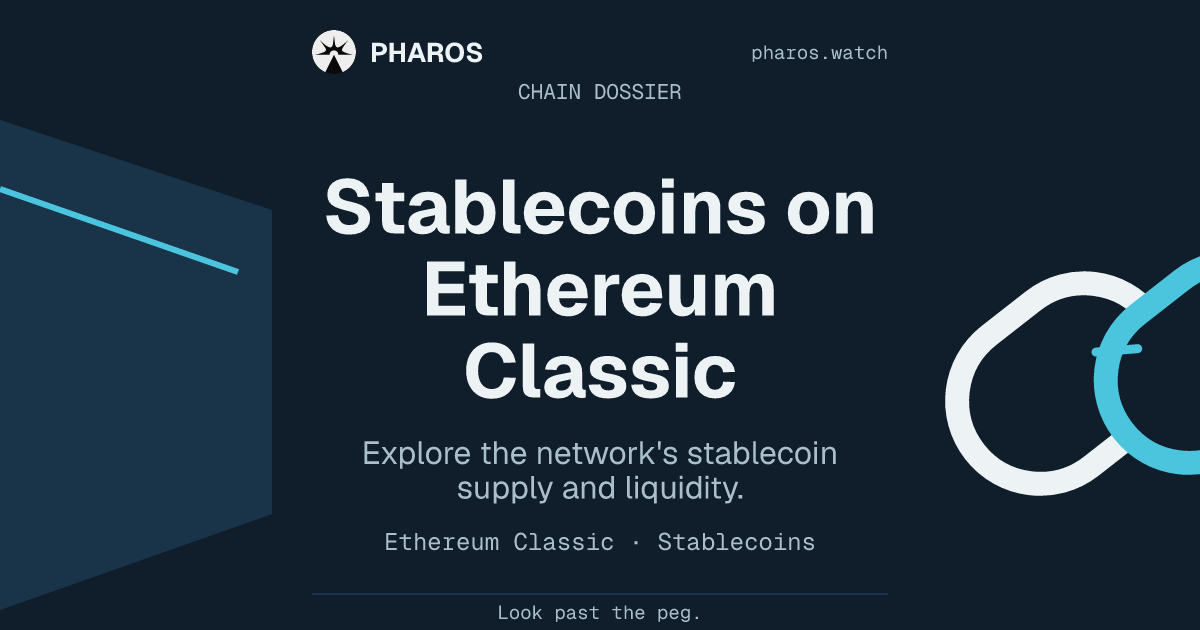 PHAROS
pharos.watch
CHAIN DOSSIER
Stablecoins on
Ethereum
Classic
Explore the network's stablecoin
supply and liquidity.
Ethereum Classic · Stablecoins
Look past the peg.